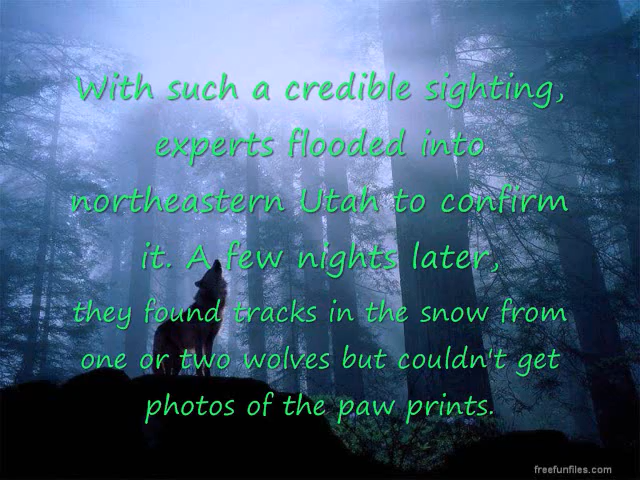 With such a credible sighting,
experts flooded into
northeastern Utah to confirm
it. A few nights later,
they found tracks in the snow from
one or two wolves but couldn't get
photos of the paw prints.
freefunfiles.com